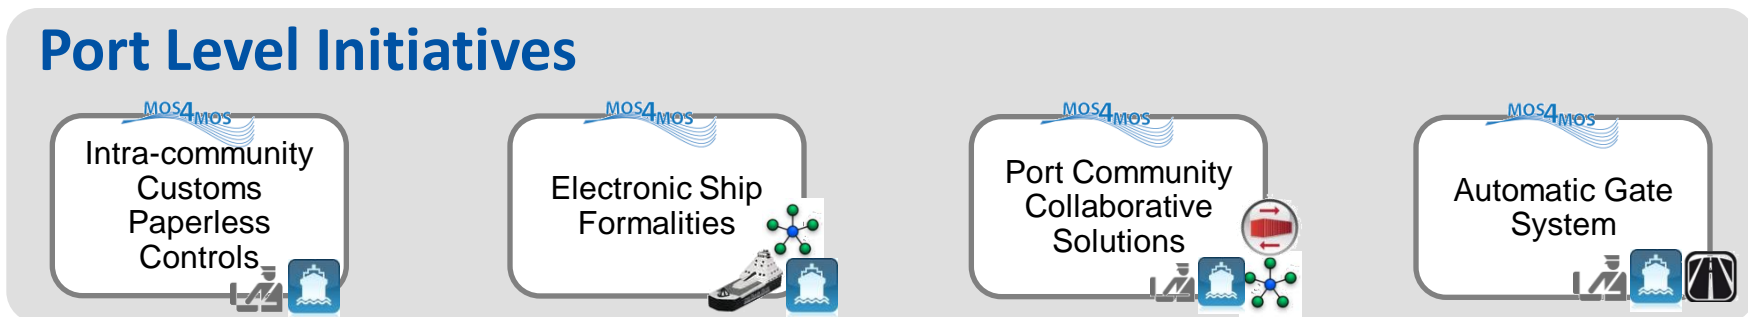 Port Level Initiatives
MOS4MOS
Intra-community
Customs
Paperless
Controls
MOS4MOS
Electronic Ship
Formalities
MOS4MOS
Port Community
Collaborative
Solutions
MOS4MOS
Automatic Gate
System